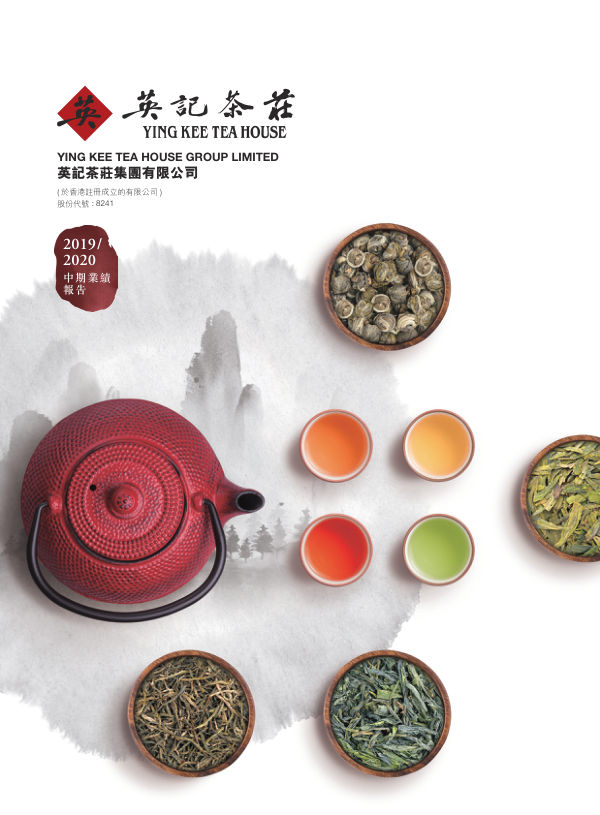 英
英記茶莊
YING KEE TEA HOUSE
YING KEE TEA HOUSE GROUP LIMITED
英記茶莊集團有限公司
(於香港註冊成立的有限公司)
股份代號 : 8241
2019/
2020
中期業績
報告